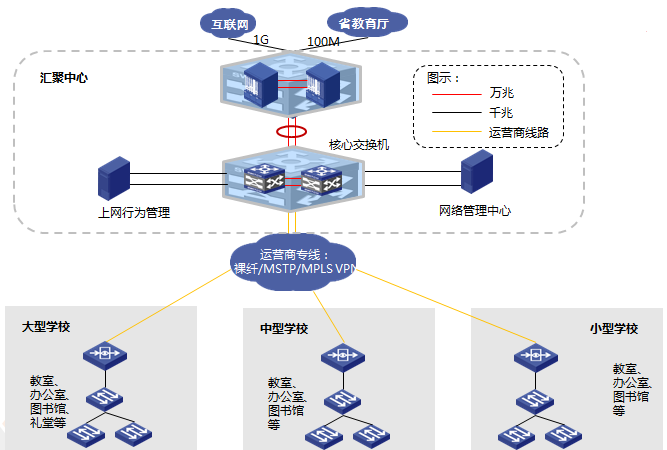 互联网
省教育厅
1G
100M
汇聚中心
图示：
万兆
千兆
运营商线路
核心交换机
上网行为管理
网络管理中心
运营商专线：
裸纤/MSTP/MPLS VPN
大型学校
教室、
办公室、
图书馆、
礼堂等
中型学校
教室、
办公室、
图书馆
等
小型学校
教室、
办公室、
图书馆
等